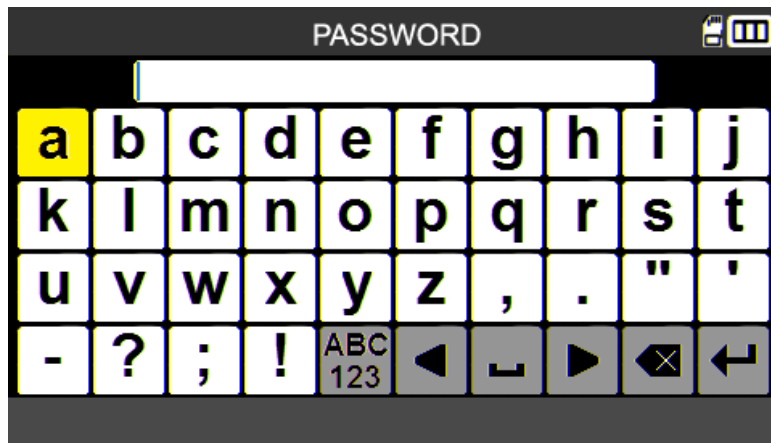 PASSWORD
a b c d e f g h i j
k l m n o p q r s t
u v w x y z , . " '
- ? ; ! ABC
123